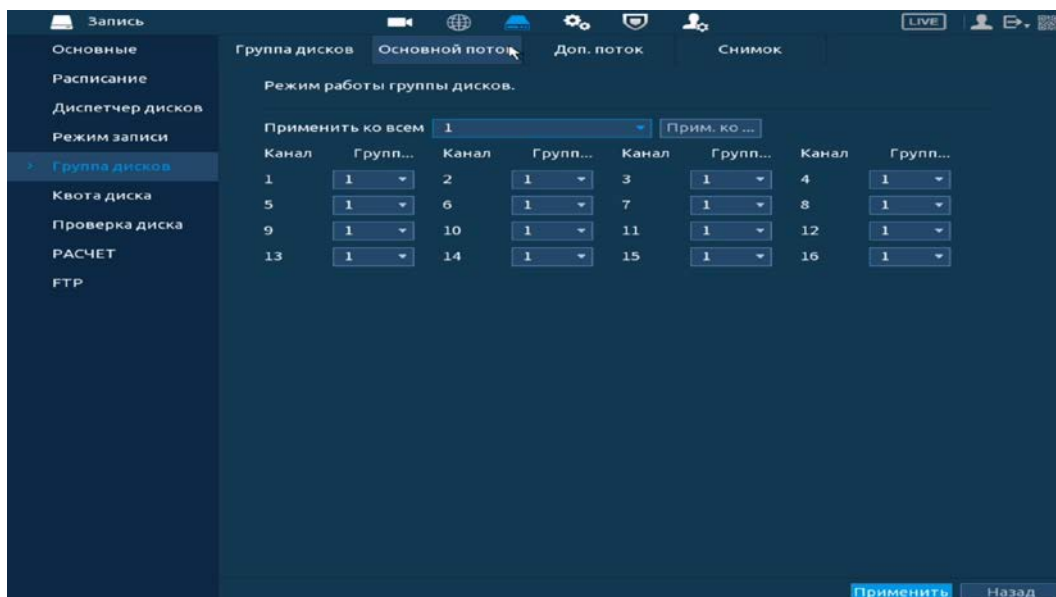 Запись
LIVE
Основные
Расписание
Диспетчер дисков
Режим записи
Группа дисков
Квота диска
Проверка диска
РАСЧЕТ
FTP
Группа дисков Основной поток Доп. поток Снимок
Режим работы группы дисков.
Применить ко всем 1 Прим. ко ...
Канал Групп... Канал Групп... Канал Групп... Канал Групп...
1 1 2 1 3 1 4 1
5 1 6 1 7 1 8 1
9 1 10 1 11 1 12 1
13 1 14 1 15 1 16 1
Применить Назад